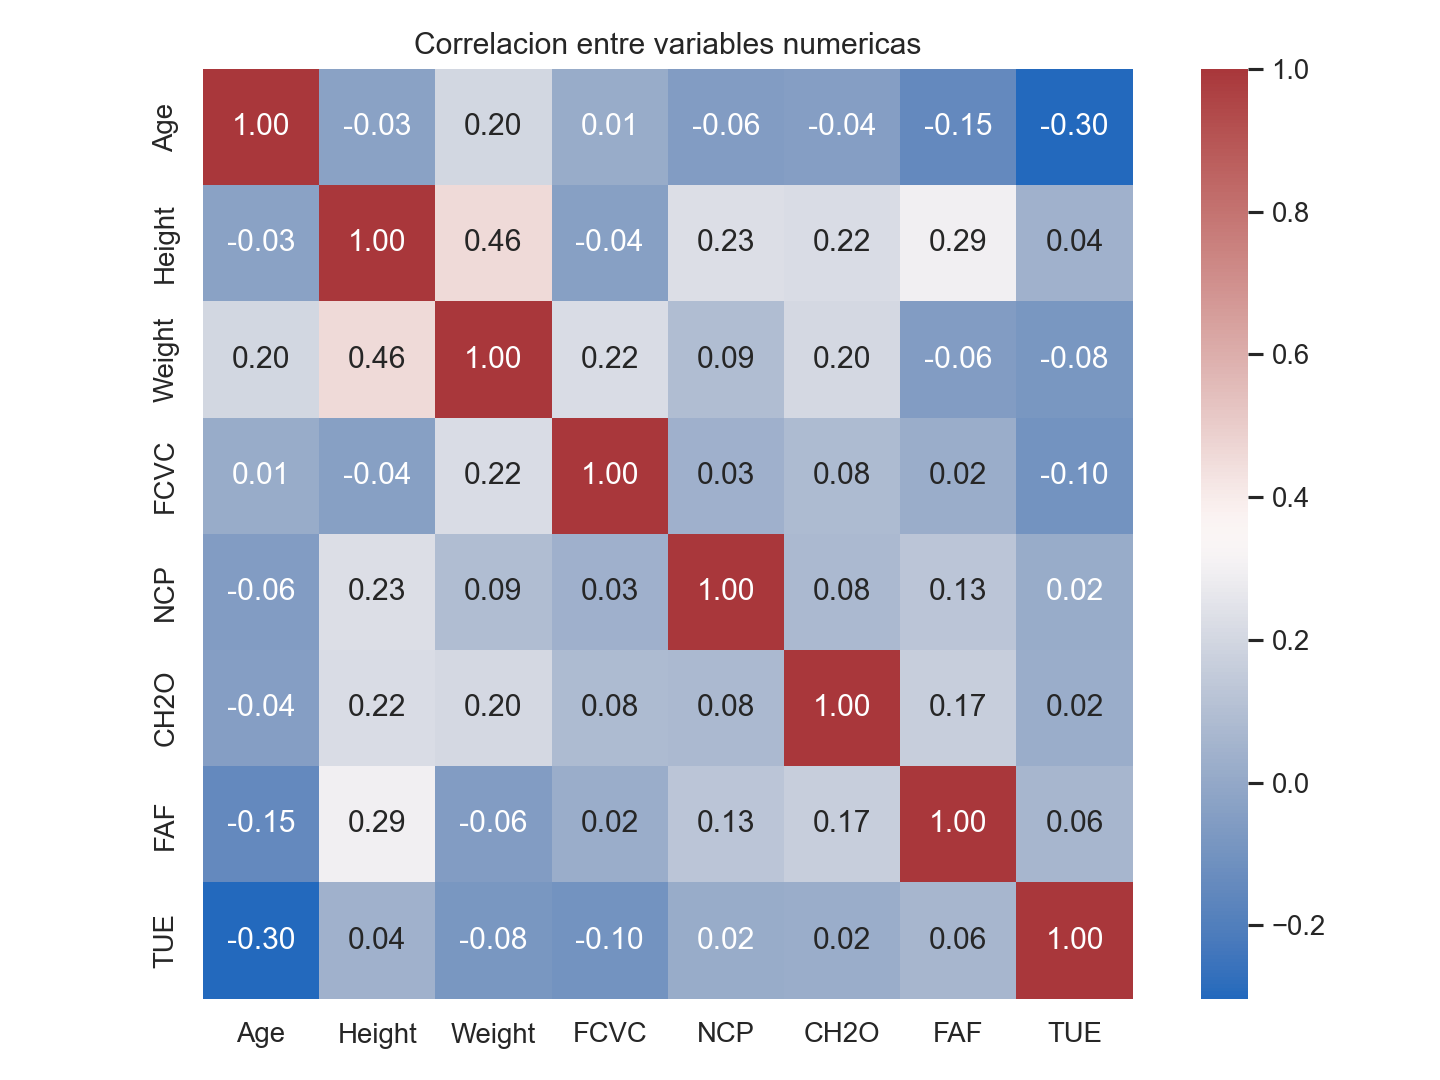 Correlacion entre variables numericas
Age 1.00 -0.03 0.20 0.01 -0.06 -0.04 -0.15 -0.30
Height -0.03 1.00 0.46 -0.04 0.23 0.22 0.29 0.04
Weight 0.20 0.46 1.00 0.22 0.09 0.20 -0.06 -0.08
FCVC 0.01 -0.04 0.22 1.00 0.03 0.08 0.02 -0.10
NCP -0.06 0.23 0.09 0.03 1.00 0.08 0.13 0.02
CH2O -0.04 0.22 0.20 0.08 0.08 1.00 0.17 0.02
FAF -0.15 0.29 -0.06 0.02 0.13 0.17 1.00 0.06
TUE -0.30 0.04 -0.08 -0.10 0.02 0.02 0.06 1.00
Age Height Weight FCVC NCP CH2O FAF TUE
1.0
0.8
0.6
0.4
0.2
0.0
−0.2